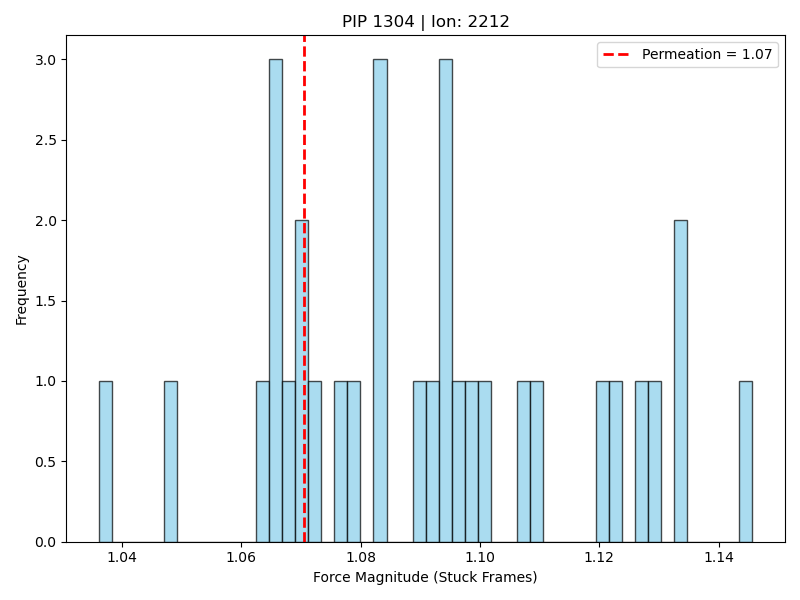 PIP 1304 | Ion: 2212
Permeation = 1.07
Frequency
3.0
2.5
2.0
1.5
1.0
0.5
0.0
1.04 1.06 1.08 1.10 1.12 1.14
Force Magnitude (Stuck Frames)